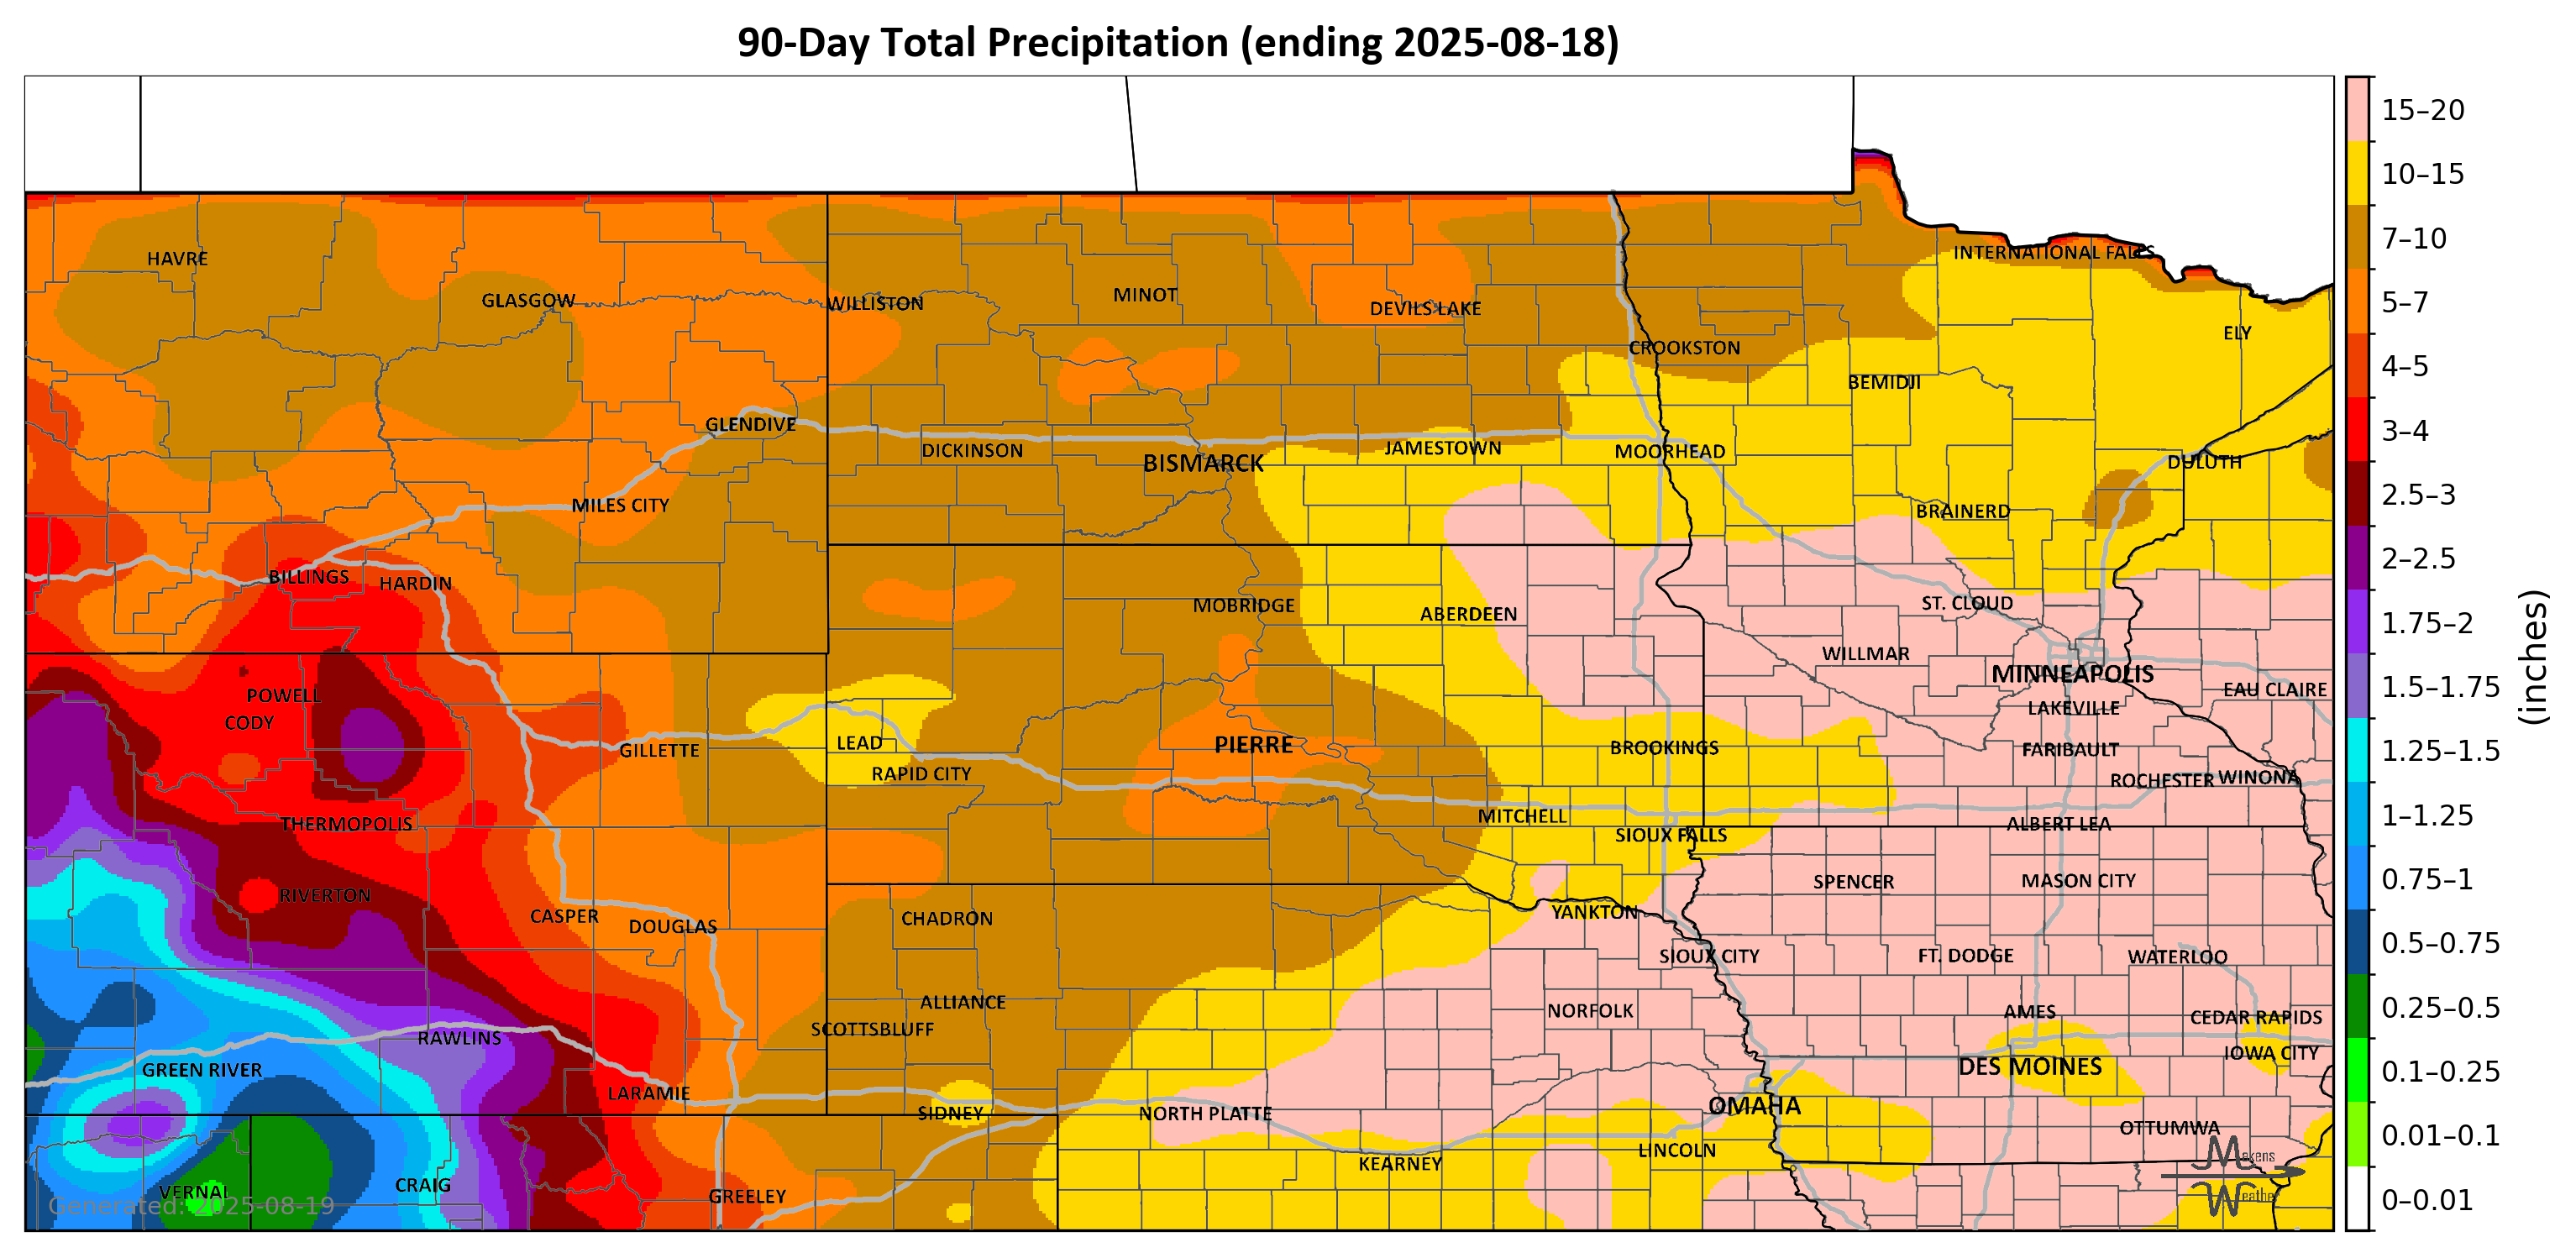 90-Day Total Precipitation (ending 2025-08-18)
15–20
10–15
7–10
5–7
4–5
3–4
2.5–3
2–2.5
1.75–2
1.5–1.75
1.25–1.5
1–1.25
0.75–1
0.5–0.75
0.25–0.5
0.1–0.25
0.01–0.1
0–0.01
(inches)
HAVRE
INTERNATIONAL FALLS
GLASGOW
WILLISTON
MINOT
DEVILS LAKE
ELY
CROOKSTON
BEMIDJI
GLENDIVE
DICKINSON
BISMARCK
JAMESTOWN
MOORHEAD
DULUTH
MILES CITY
BRAINERD
BILLINGS
HARDIN
MOBRIDGE
ABERDEEN
ST. CLOUD
WILLMAR
MINNEAPOLIS
POWELL
EAU CLAIRE
CODY
LAKEVILLE
GILLETTE
LEAD
PIERRE
BROOKINGS
FARIBAULT
RAPID CITY
ROCHESTER
WINONA
THERMOPOLIS
MITCHELL
SIOUX FALLS
ALBERT LEA
RIVERTON
SPENCER
MASON CITY
CASPER
DOUGLAS
CHADRON
YANKTON
SIOUX CITY
FT. DODGE
WATERLOO
ALLIANCE
NORFOLK
AMES
CEDAR RAPIDS
SCOTTSBLUFF
RAWLINS
IOWA CITY
GREEN RIVER
DES MOINES
LARAMIE
SIDNEY
NORTH PLATTE
OMAHA
OTTUMWA
LINCOLN
KEARNEY
VERNAL
CRAIG
GREELEY
Generated: 2025-08-19
Makens
Weather